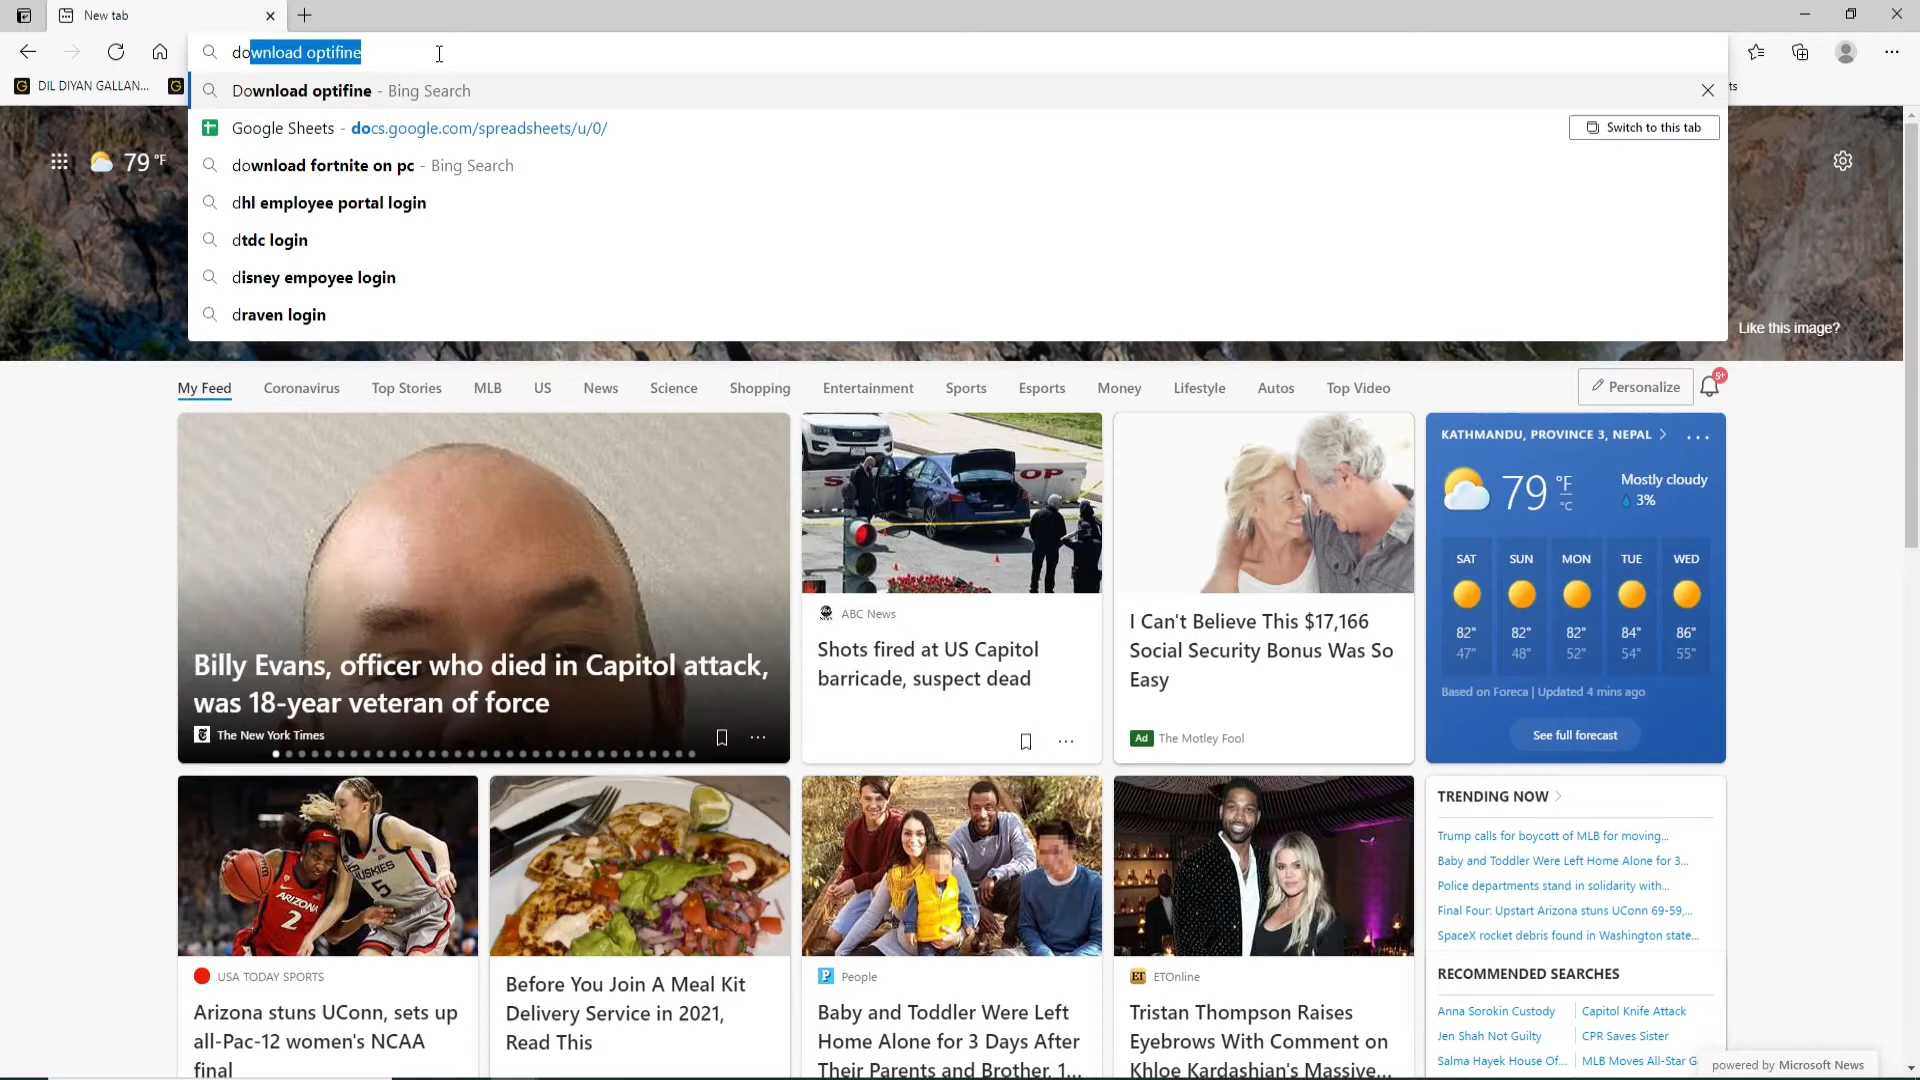 New tab
download optifine
DIL DIYAN GALLAN...
ts
Download optifine - Bing Search
Google Sheets - docs.google.com/spreadsheets/u/0/
Switch to this tab
download fortnite on pc - Bing Search
dhl employee portal login
dtdc login
disney empoyee login
draven login
79 °F
Like this image?
My Feed
Coronavirus
Top Stories
MLB
US
News
Science
Shopping
Entertainment
Sports
Esports
Money
Lifestyle
Autos
Top Video
Personalize
5+
Billy Evans, officer who died in Capitol attack,
was 18-year veteran of force
The New York Times
STOP
abc
ABC News
Shots fired at US Capitol
barricade, suspect dead
I Can't Believe This $17,166
Social Security Bonus Was So
Easy
Ad The Motley Fool
KATHMANDU, PROVINCE 3, NEPAL
79 °F
°C
Mostly cloudy
3%
SAT SUN MON TUE WED
82° 82° 82° 84° 86°
47° 48° 52° 54° 55°
Based on Foreca | Updated 4 mins ago
See full forecast
ARIZONA
2
HUSKIES
5
USA TODAY SPORTS
Arizona stuns UConn, sets up
all-Pac-12 women's NCAA
final
Before You Join A Meal Kit
Delivery Service in 2021,
Read This
P People
Baby and Toddler Were Left
Home Alone for 3 Days After
Their Parents and Brother, 1...
ET ETOnline
Tristan Thompson Raises
Eyebrows With Comment on
Khloe Kardashian's Massive...
TRENDING NOW
Trump calls for boycott of MLB for moving...
Baby and Toddler Were Left Home Alone for 3...
Police departments stand in solidarity with...
Final Four: Upstart Arizona stuns UConn 69-59,...
SpaceX rocket debris found in Washington state...
RECOMMENDED SEARCHES
Anna Sorokin Custody
Capitol Knife Attack
Jen Shah Not Guilty
CPR Saves Sister
Salma Hayek House Of...
MLB Moves All-Star G
powered by Microsoft News